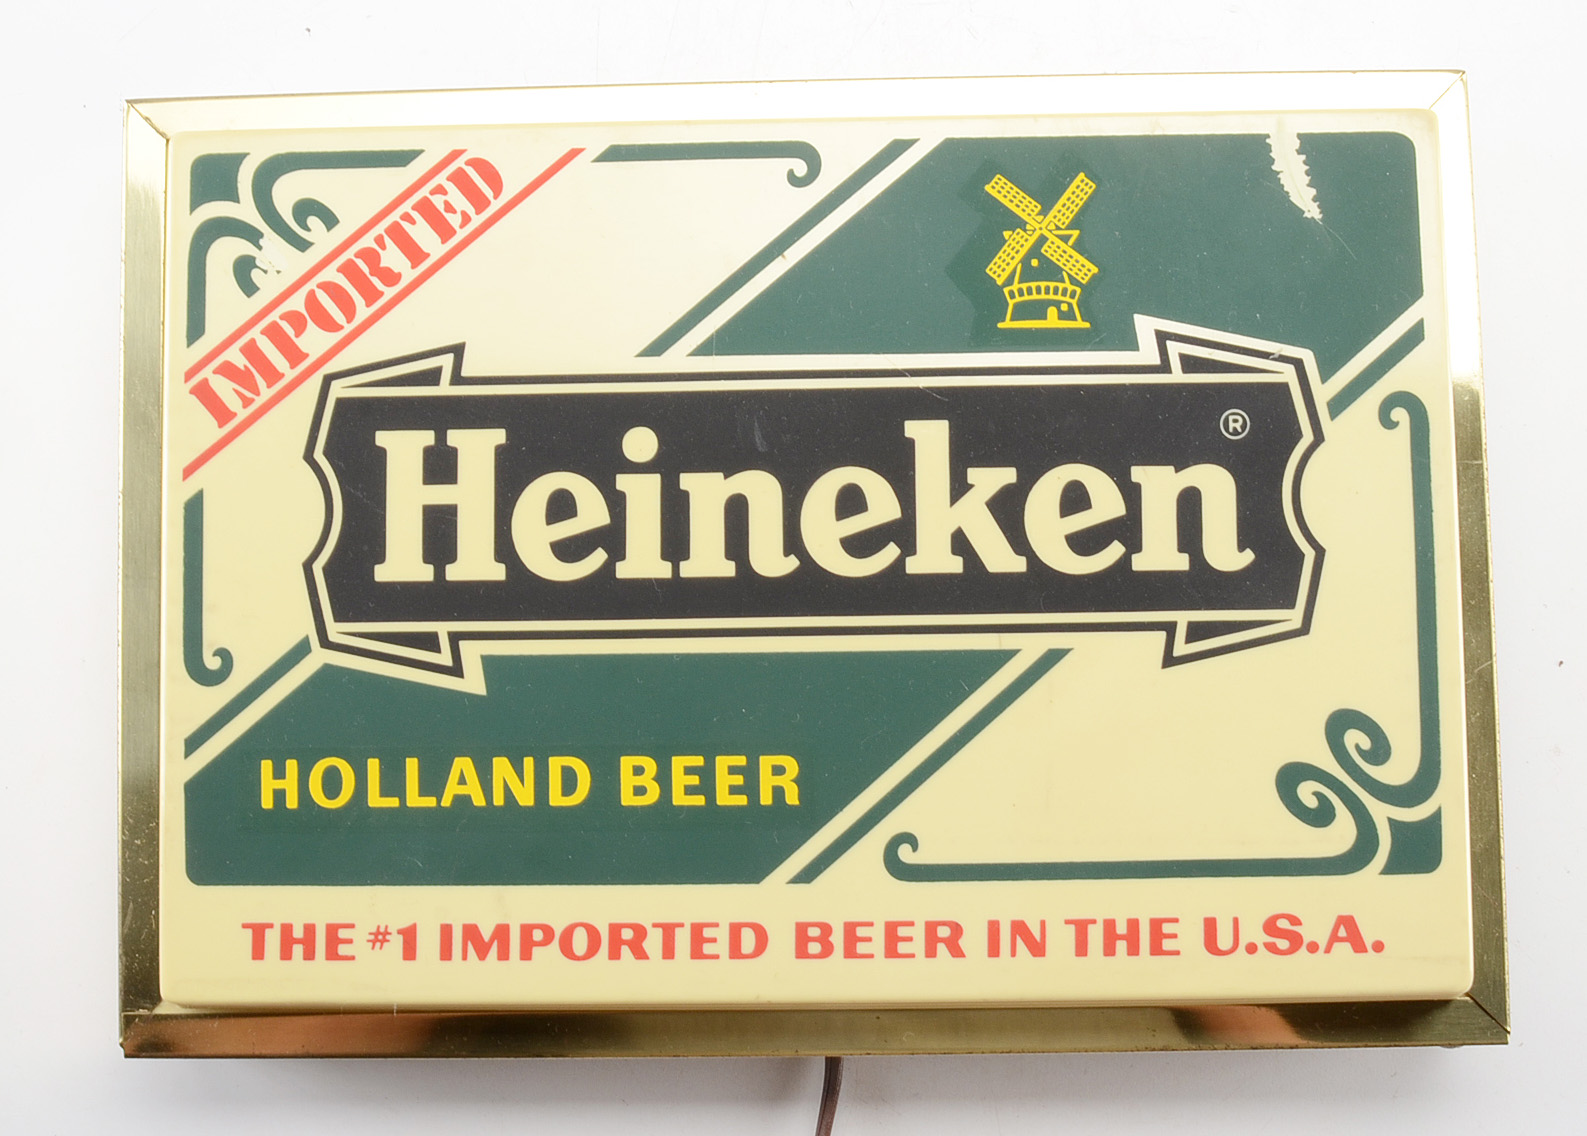 IMPORTED
Heineken ®
HOLLAND BEER
THE #1 IMPORTED BEER IN THE U.S.A.